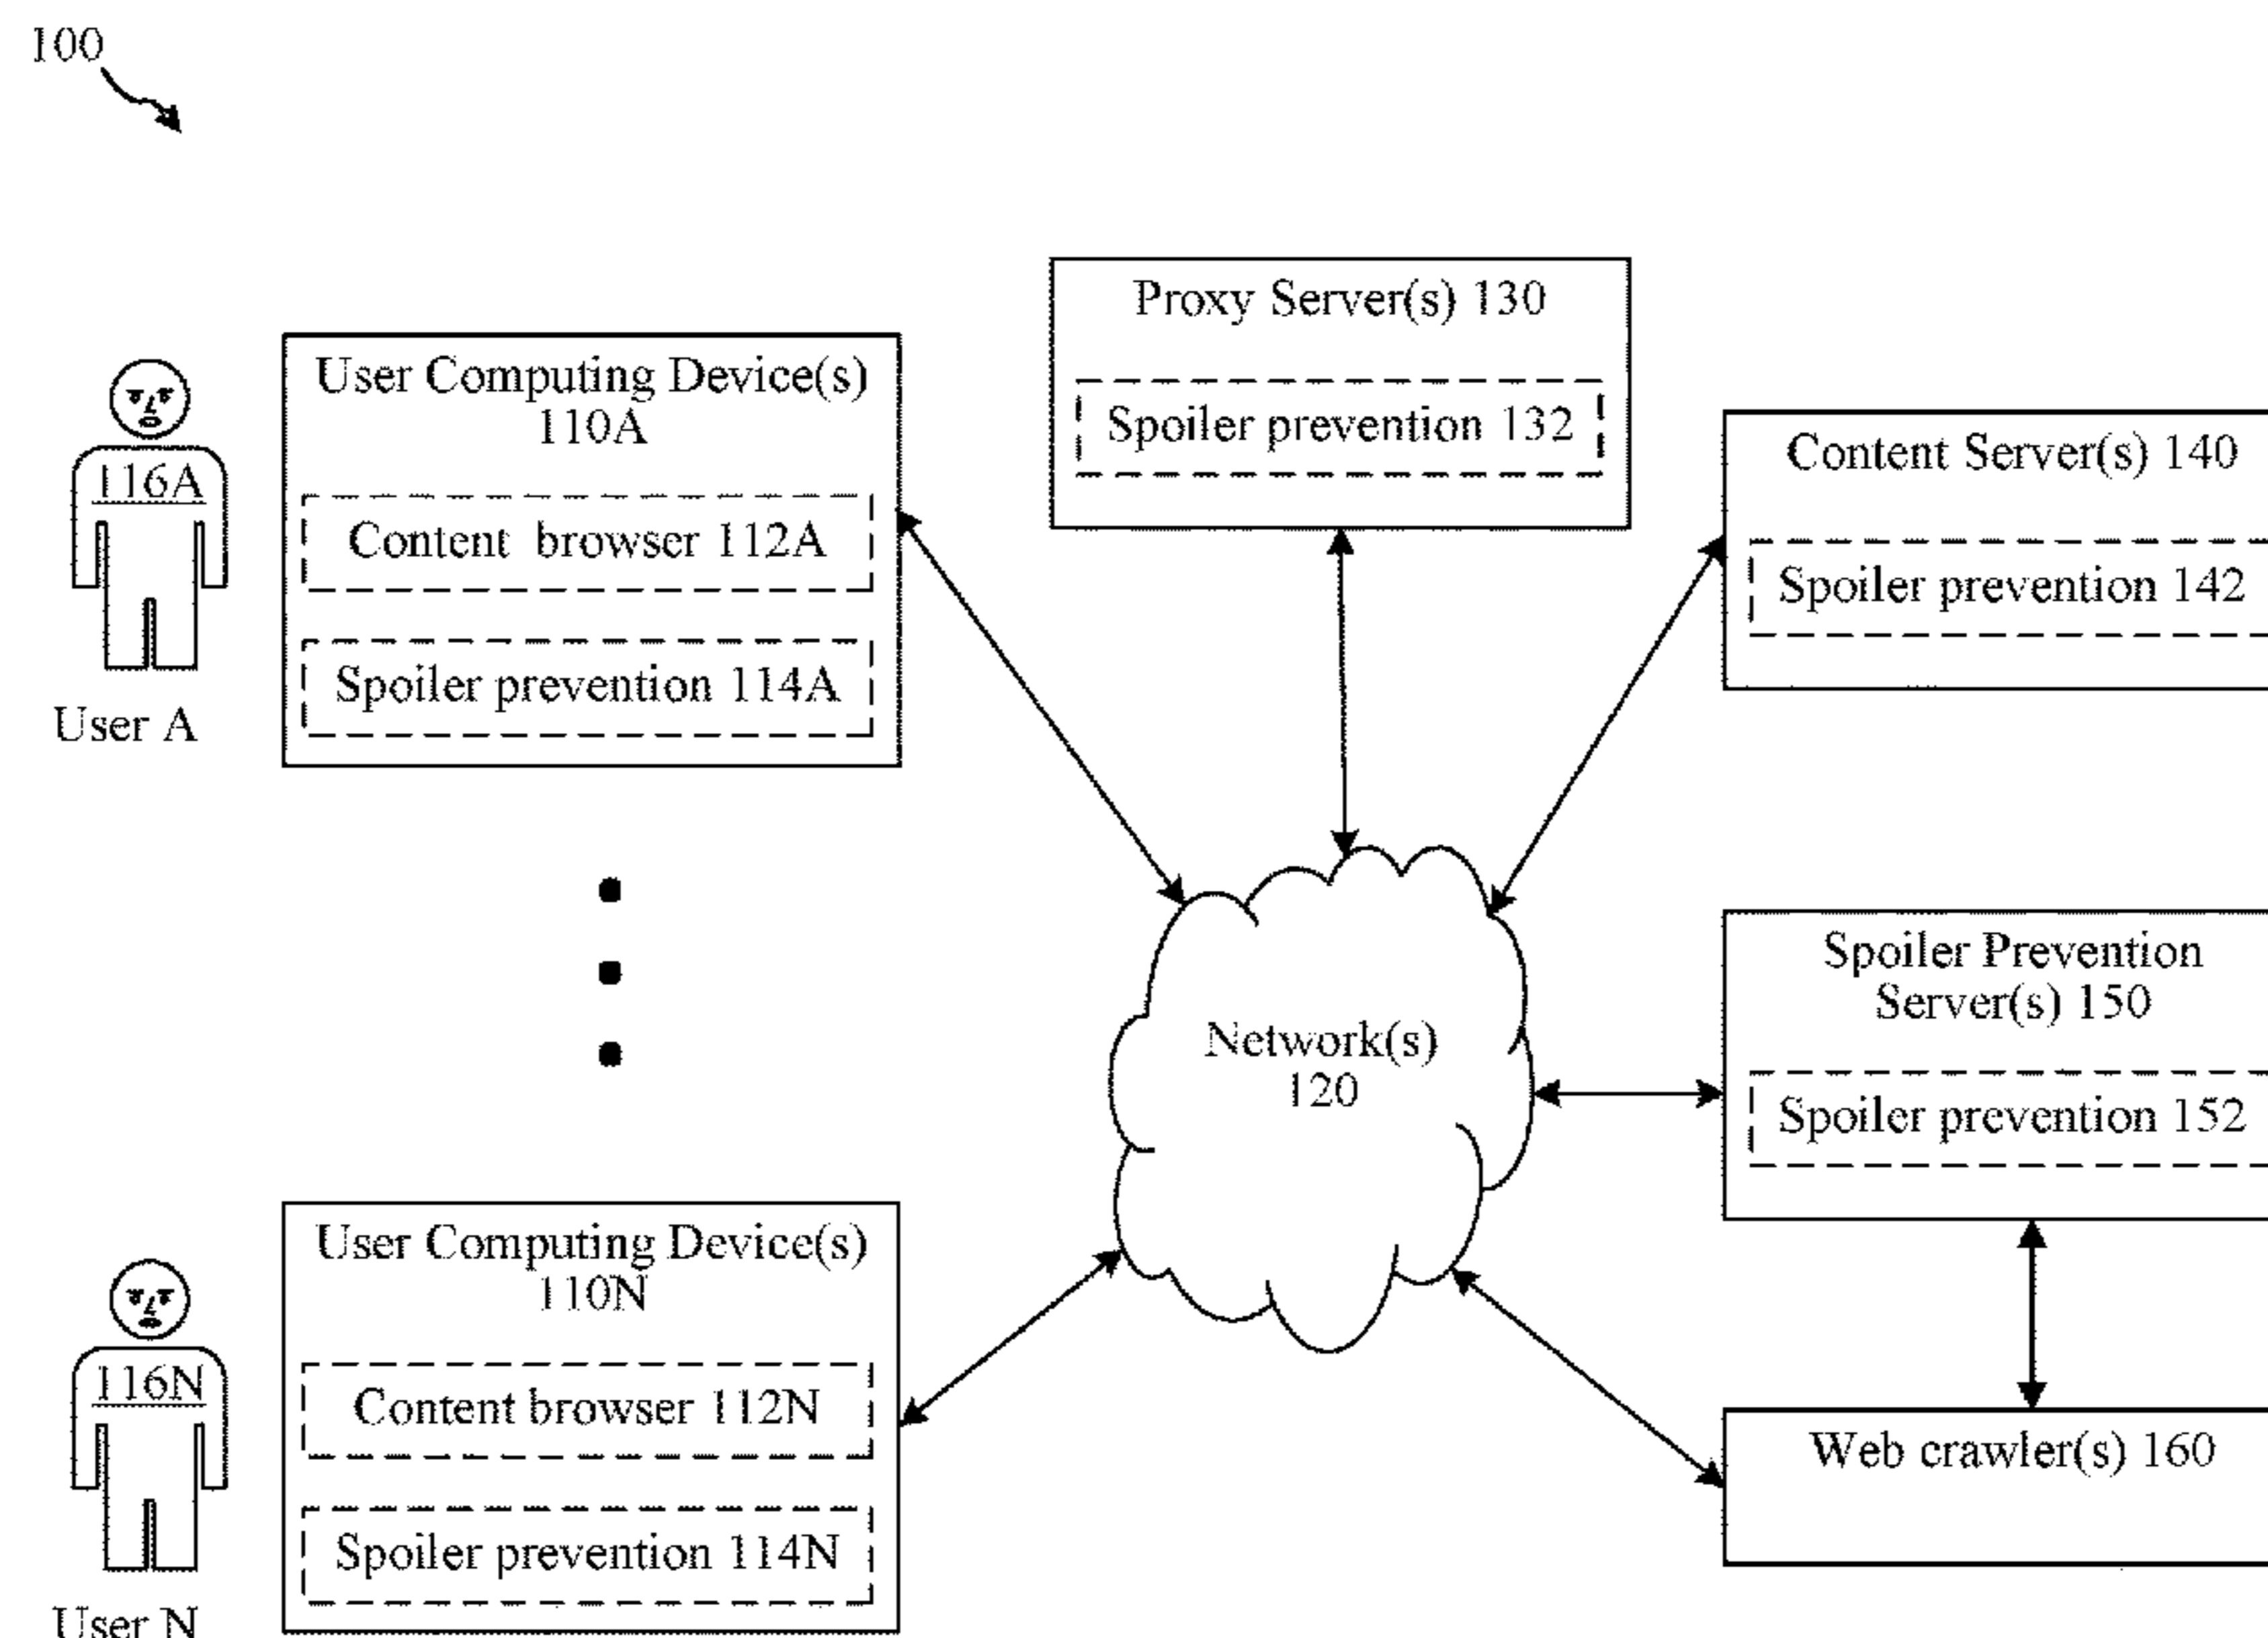 100
Proxy Server(s) 130
Spoiler prevention 132
User Computing Device(s)
110A
Content browser 112A
Spoiler prevention 114A
116A
User A
Content Server(s) 140
Spoiler prevention 142
Network(s)
120
Spoiler Prevention
Server(s) 150
Spoiler prevention 152
User Computing Device(s)
110N
Content browser 112N
Spoiler prevention 114N
116N
User N
Web crawler(s) 160